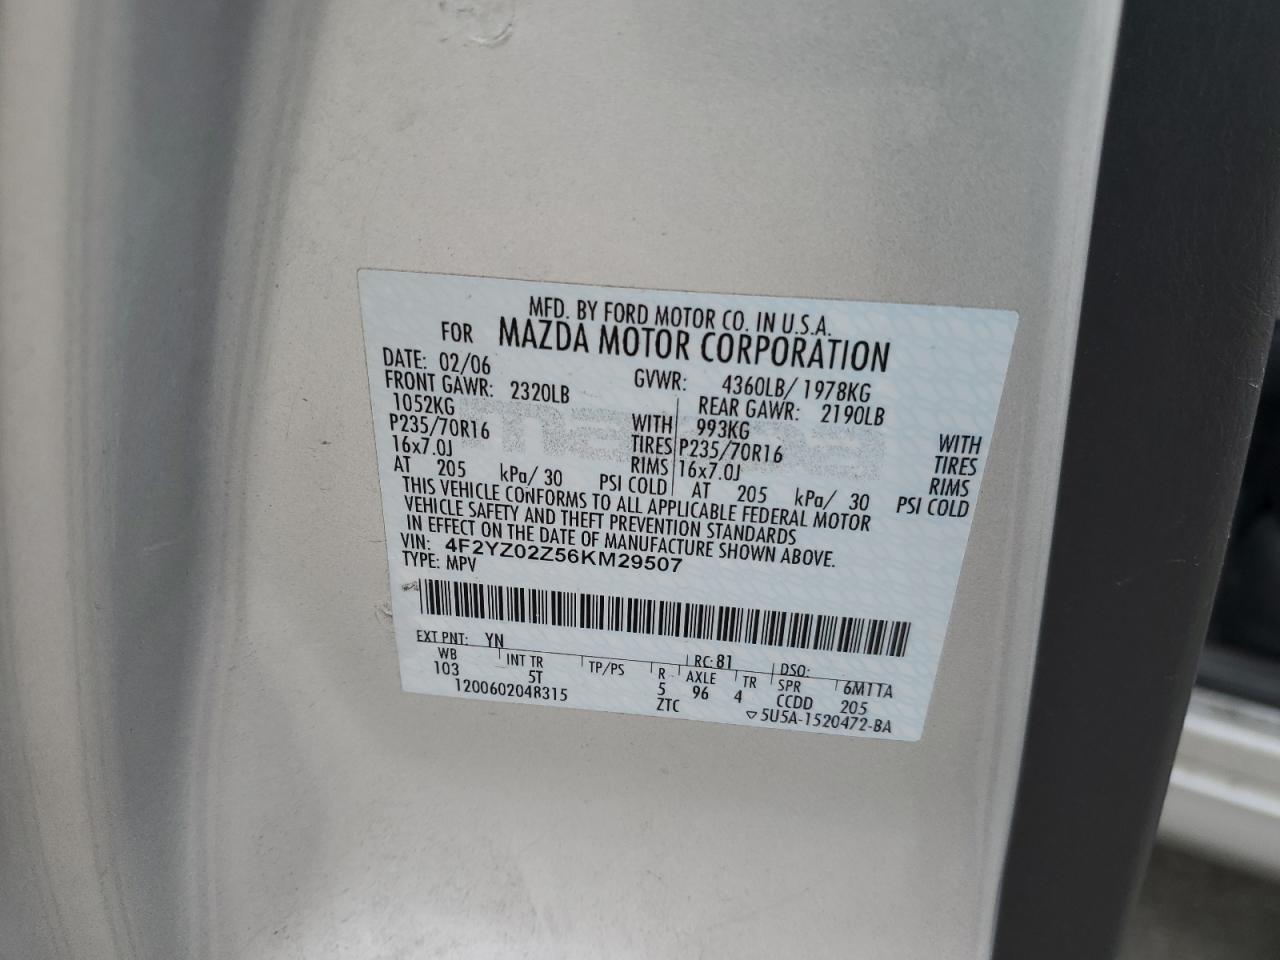 MFD. BY FORD MOTOR CO. IN U.S.A.
FOR MAZDA MOTOR CORPORATION
DATE: 02/06 GVWR: 4360LB/ 1978KG
FRONT GAWR: 2320LB REAR GAWR: 2190LB
1052KG WITH 993KG WITH
P235/70R16 TIRES P235/70R16 TIRES
16x7.0J RIMS 16x7.0J RIMS
AT 205 kPa/ 30 PSI COLD AT 205 kPa/ 30 PSI COLD
THIS VEHICLE CONFORMS TO ALL APPLICABLE FEDERAL MOTOR
VEHICLE SAFETY AND THEFT PREVENTION STANDARDS
IN EFFECT ON THE DATE OF MANUFACTURE SHOWN ABOVE.
VIN: 4F2YZ02Z56KM29507
TYPE: MPV
EXT PNT: YN RC: 81 DSO:
WB INT TR TP/PS R AXLE TR SPR 6M1TA
103 5T 5 96 4 CCDD 205
120060204R315 ZTC 5U5A-1520472-BA